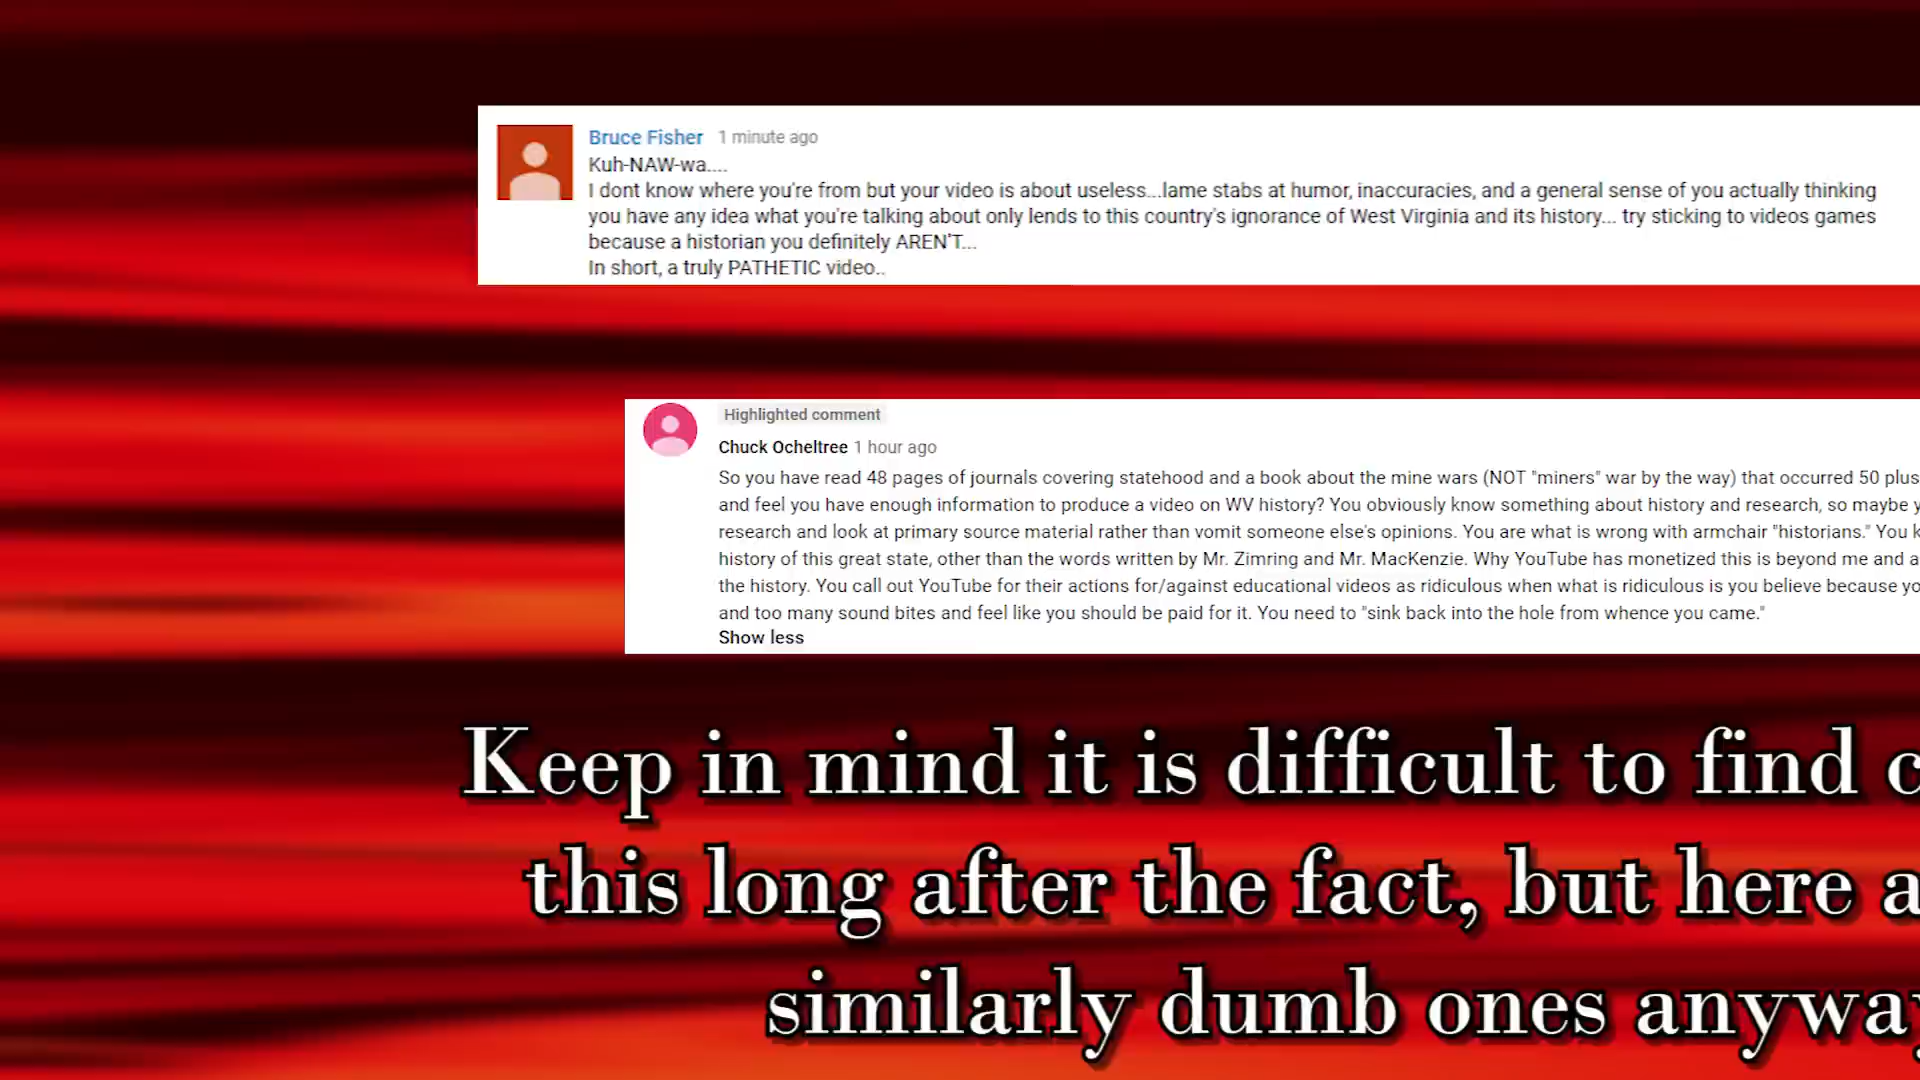 Bruce Fisher 1 minute ago
Kuh-NAW-wa....
I dont know where you're from but your video is about useless...lame stabs at humor, inaccuracies, and a general sense of you actually thinking
you have any idea what you're talking about only lends to this country's ignorance of West Virginia and its history... try sticking to videos games
because a historian you definitely AREN'T...
In short, a truly PATHETIC video..
Highlighted comment
Chuck Ocheltree 1 hour ago
So you have read 48 pages of journals covering statehood and a book about the mine wars (NOT "miners" war by the way) that occurred 50 plus
and feel you have enough information to produce a video on WV history? You obviously know something about history and research, so maybe
research and look at primary source material rather than vomit someone else's opinions. You are what is wrong with armchair "historians." You
history of this great state, other than the words written by Mr. Zimring and Mr. MacKenzie. Why YouTube has monetized this is beyond me and
the history. You call out YouTube for their actions for/against educational videos as ridiculous when what is ridiculous is you believe because
and too many sound bites and feel like you should be paid for it. You need to "sink back into the hole from whence you came."
Show less
Keep in mind it is difficult to find
this long after the fact, but here
similarly dumb ones